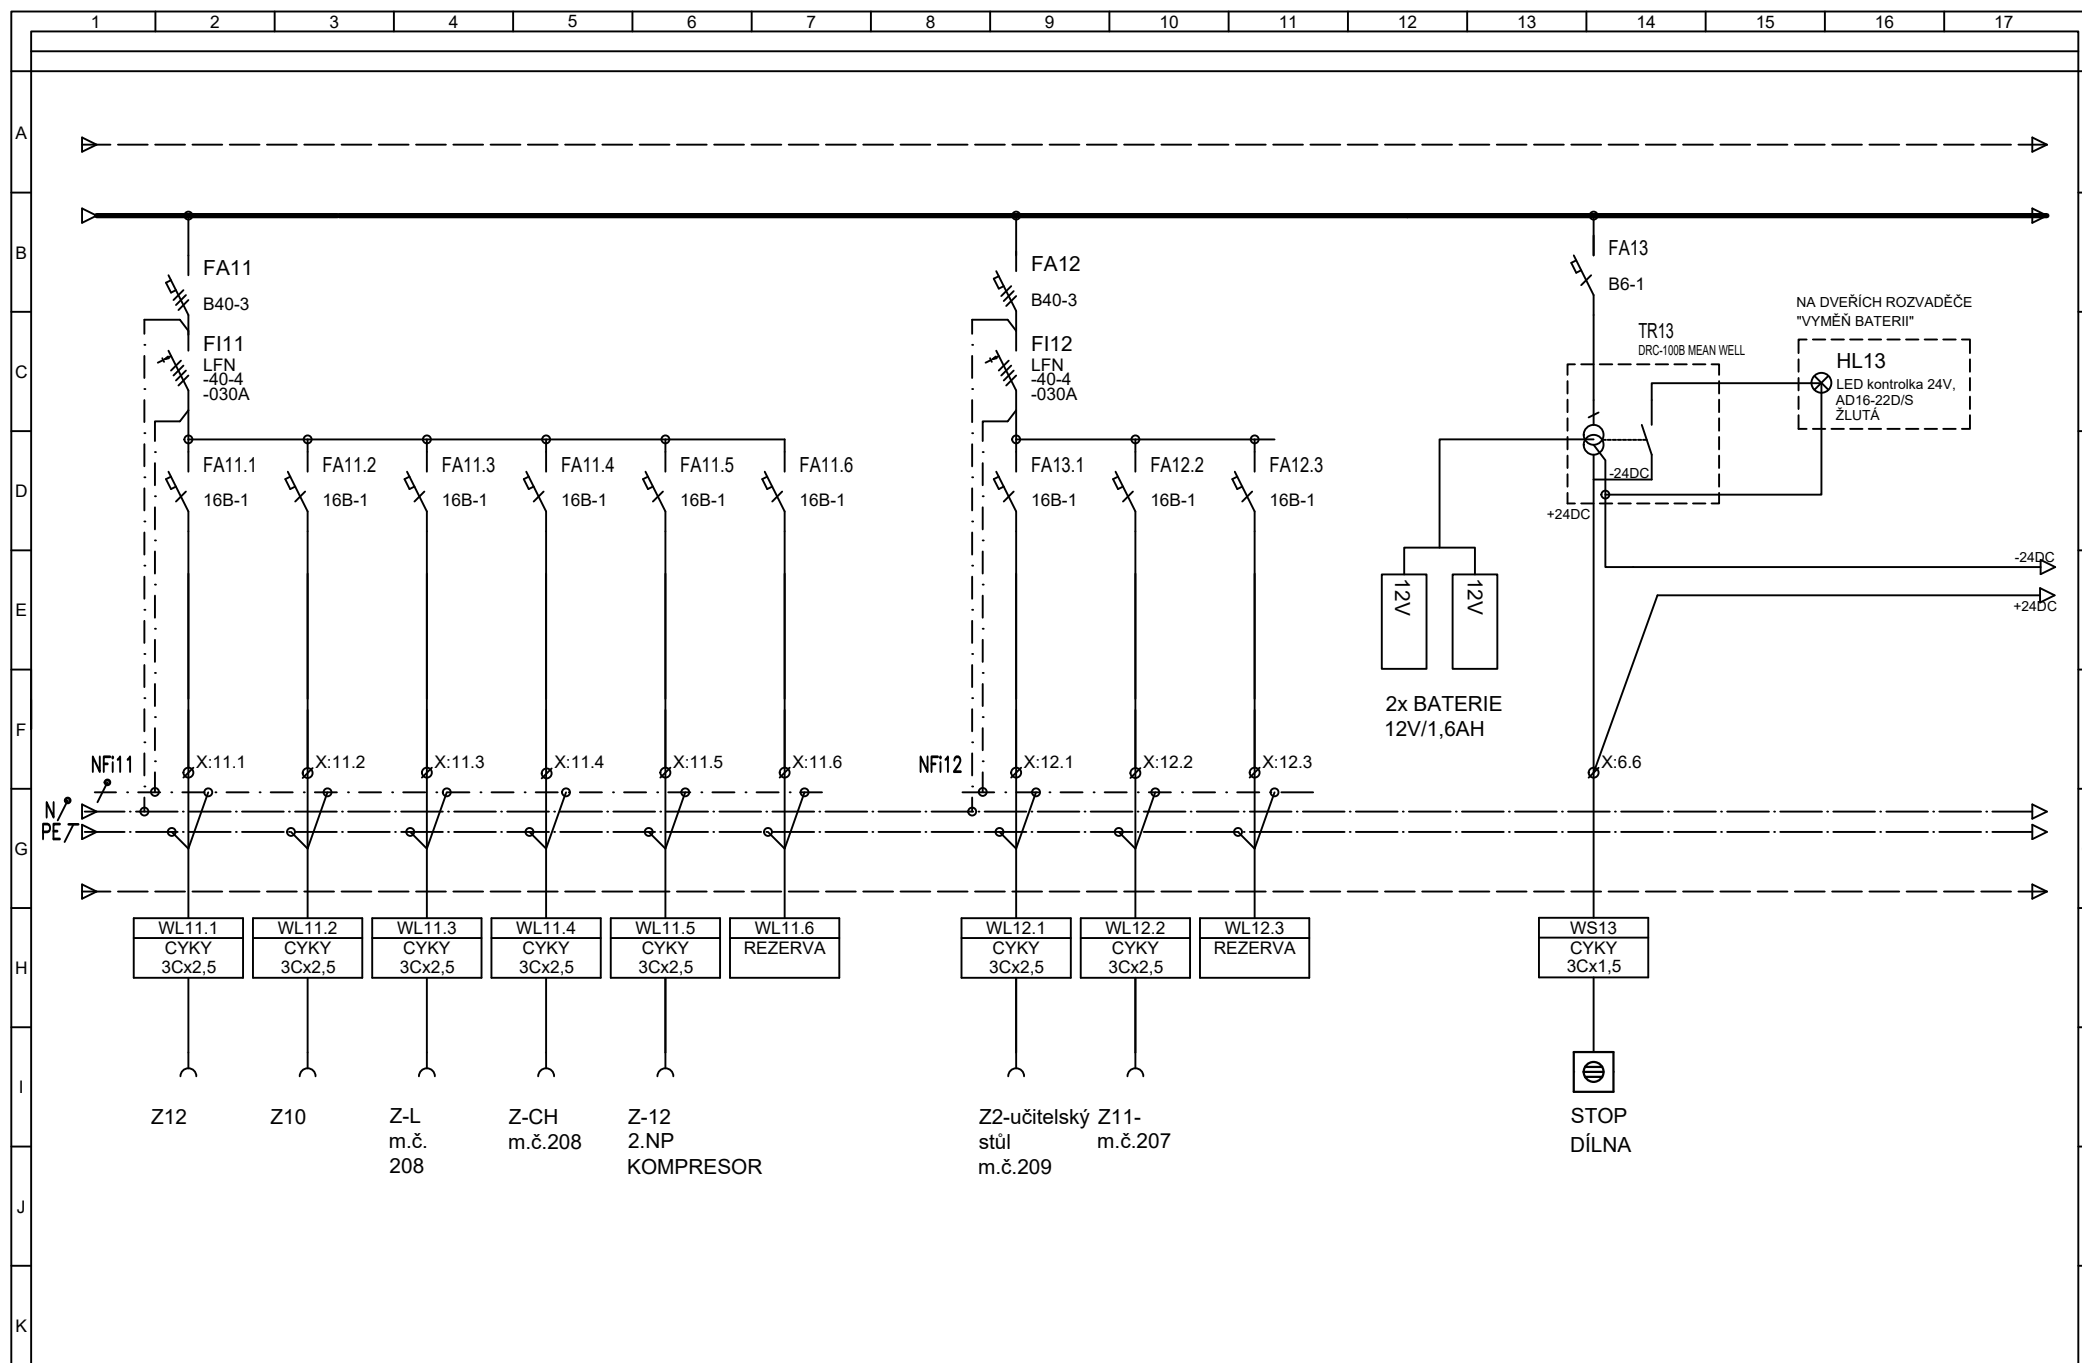 1 2 3 4 5 6 7 8 9 10 11 12 13 14 15 16 17
A
B
C
D
E
F
G
H
I
J
K
FA11
B40-3
FI11
LFN
-40-4
-030A
FA12
B40-3
FI12
LFN
-40-4
-030A
FA13
B6-1
TR13
DRC-100B MEAN WELL
NA DVEŘÍCH ROZVADĚČE
"VYMĚŇ BATERII"
HL13
LED kontrolka 24V,
AD16-22D/S
ŽLUTÁ
FA11.1
16B-1
FA11.2
16B-1
FA11.3
16B-1
FA11.4
16B-1
FA11.5
16B-1
FA11.6
16B-1
FA13.1
16B-1
FA12.2
16B-1
FA12.3
16B-1
-24DC
+24DC
-24DC
+24DC
12V
12V
2x BATERIE
12V/1,6AH
NFi11
X:11.1
X:11.2
X:11.3
X:11.4
X:11.5
X:11.6
NFi12
X:12.1
X:12.2
X:12.3
X:6.6
N
PE
WL11.1
CYKY
3Cx2,5
WL11.2
CYKY
3Cx2,5
WL11.3
CYKY
3Cx2,5
WL11.4
CYKY
3Cx2,5
WL11.5
CYKY
3Cx2,5
WL11.6
REZERVA
WL12.1
CYKY
3Cx2,5
WL12.2
CYKY
3Cx2,5
WL12.3
REZERVA
WS13
CYKY
3Cx1,5
Z12
Z10
Z-L
m.č.
208
Z-CH
m.č.208
Z-12
2.NP
KOMPRESOR
Z2-učitelský
stůl
m.č.209
Z11-
m.č.207
STOP
DÍLNA